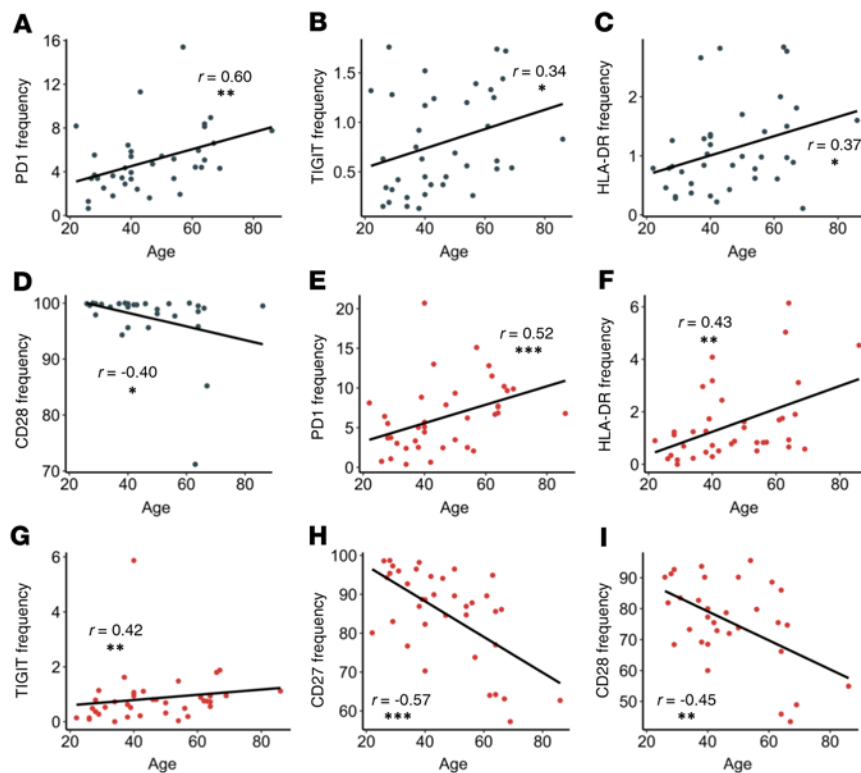 A
B
C
PD1 frequency
16
12
8
4
0
r = 0.60
**
20
40
60
80
Age
TIGIT frequency
1.5
1.0
0.5
0
r = 0.34
*
20
40
60
80
Age
HLA-DR frequency
2
1
0
r = 0.37
*
20
40
60
80
Age
D
E
F
CD28 frequency
100
90
80
70
r = -0.40
*
20
40
60
80
Age
PD1 frequency
20
15
10
5
0
r = 0.52
***
20
40
60
80
Age
HLA-DR frequency
6
4
2
0
r = 0.43
**
20
40
60
80
Age
G
H
I
TIGIT frequency
6
4
2
0
r = 0.42
**
20
40
60
80
Age
CD27 frequency
100
90
80
70
60
r = -0.57
***
20
40
60
80
Age
CD28 frequency
90
80
70
60
50
r = -0.45
**
20
40
60
80
Age